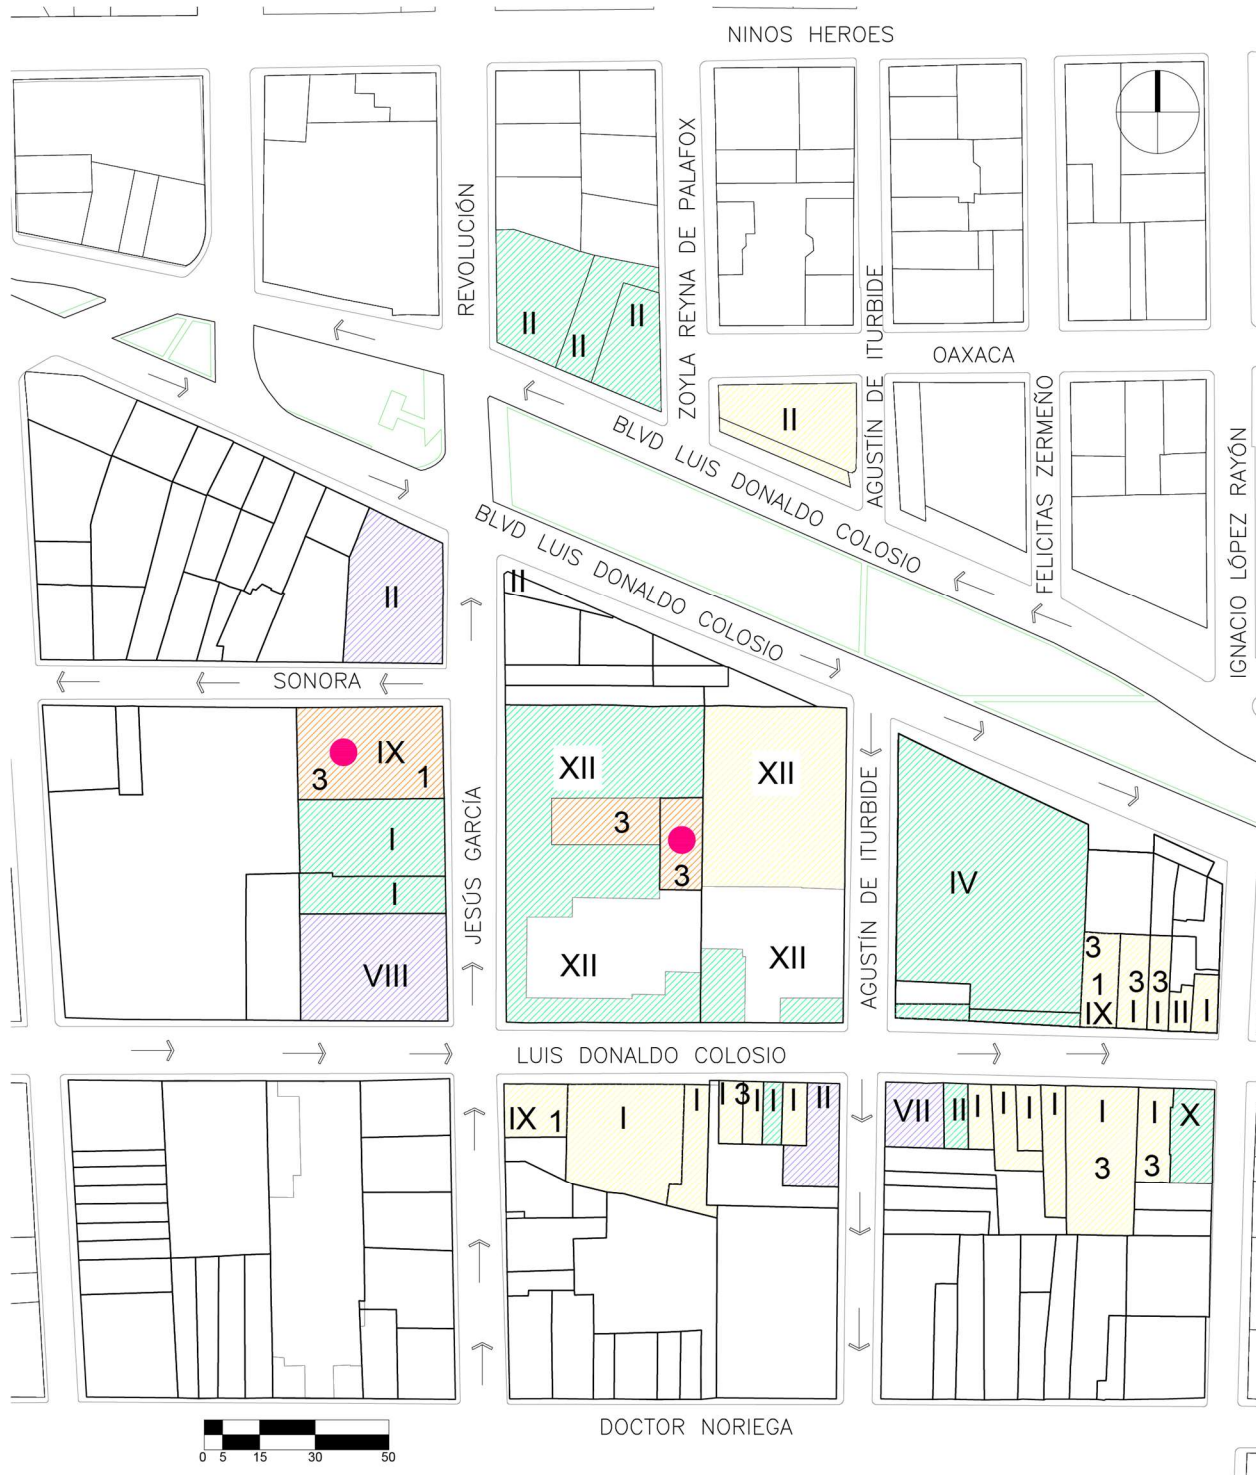 NINOS HEROES
REVOLUCIÓN
ZOYLA REYNA DE PALAFOX
AGUSTÍN DE ITURBIDE
OAXACA
FELICITAS ZERMEÑO
IGNACIO LÓPEZ RAYÓN
II
II
II
II
BLVD LUIS DONALDO COLOSIO
BLVD LUIS DONALDO COLOSIO
II
II
SONORA
IX
3
1
I
I
VIII
JESÚS GARCÍA
XII
XII
3
3
XII
XII
AGUSTÍN DE ITURBIDE
IV
3
1
IX
3
I
3
I
II
I
LUIS DONALDO COLOSIO
IX 1
I
I
I
3
I
I
I
II
VII
II
I
I
I
I
I
3
I
3
X
DOCTOR NORIEGA
0 5 15 30 50